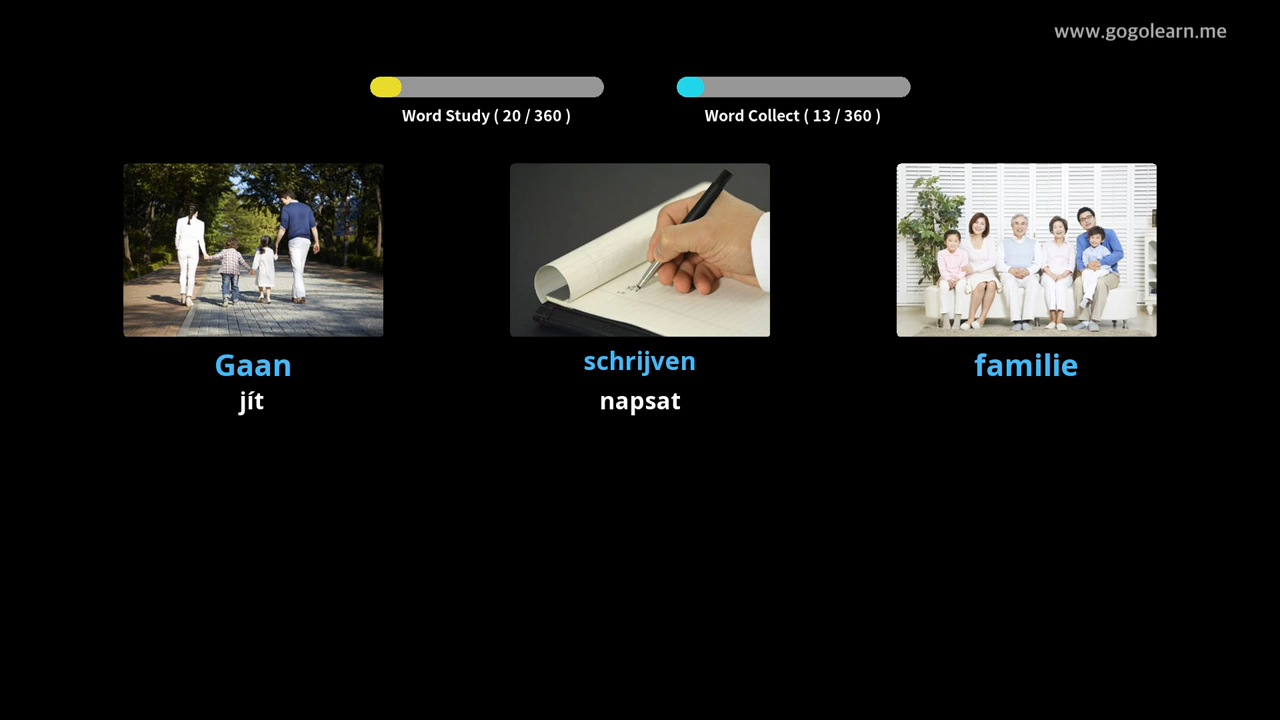 www.gogolearn.me
Word Study ( 20 / 360 )
Word Collect ( 13 / 360 )
Gaan
jít
schrijven
napsat
familie